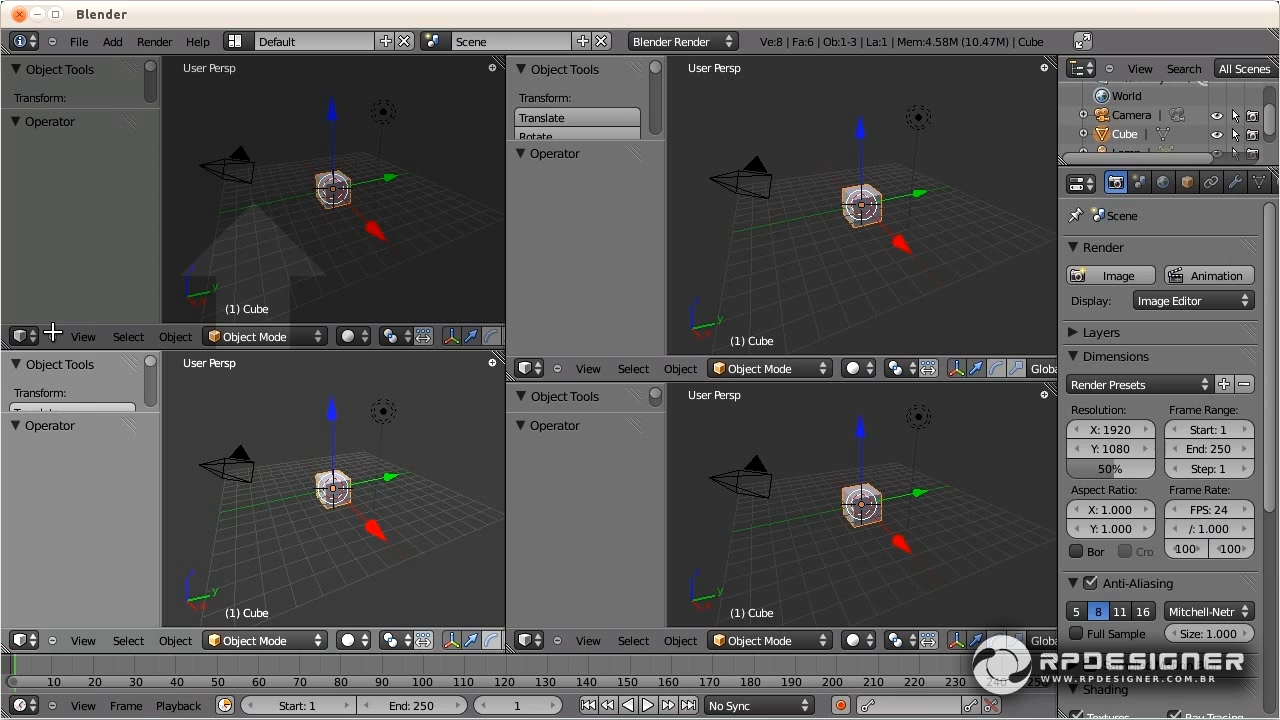 Blender
File Add Render Help Default Scene Blender Render Ve:8 | Fa:6 | Ob:1-3 | La:1 | Mem:4.58M (10.47M) | Cube
Object Tools
Transform:
Operator
User Persp
(1) Cube
View Select Object Object Mode
Object Tools
Transform:
Translate
Rotate
Operator
User Persp
(1) Cube
View Select Object Object Mode Globa
Object Tools
Transform:
Operator
User Persp
(1) Cube
View Select Object Object Mode
Object Tools
Operator
User Persp
(1) Cube
View Select Object Object Mode Globa
View Search All Scenes
World
Camera |
Cube |
Scene
Render
Image Animation
Display: Image Editor
Layers
Dimensions
Render Presets
Resolution: Frame Range:
X: 1920 Start: 1
Y: 1080 End: 250
50% Step: 1
Aspect Ratio: Frame Rate:
X: 1.000 FPS: 24
Y: 1.000 /: 1.000
Bor Cro 100 100
Anti-Aliasing
5 8 11 16 Mitchell-Netr
Full Sample Size: 1.000
Shading
Textures Ray Tracing
10 20 30 40 50 60 70 80 90 100 110 120 130 140 150 160 170 180 190 200 210 220 230 240 250
View Frame Playback Start: 1 End: 250 1 No Sync
RPDESIGNER
WWW.RPDESIGNER.COM.BR